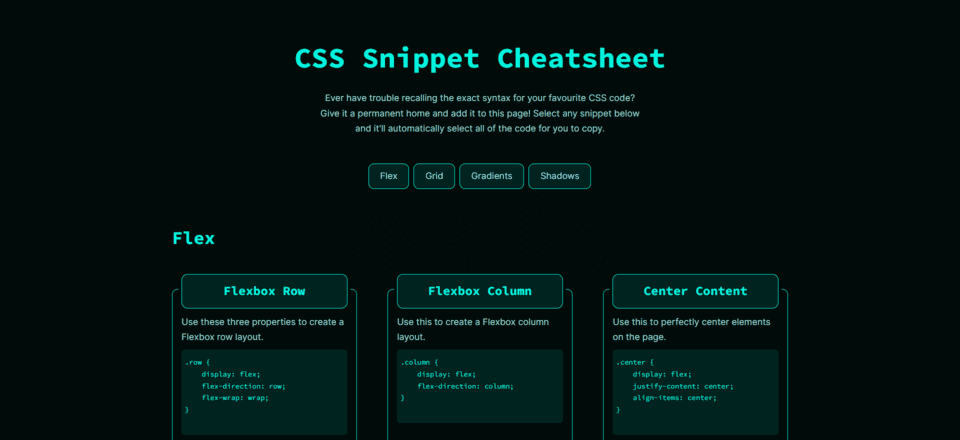 CSS Snippet Cheatsheet
Ever have trouble recalling the exact syntax for your favourite CSS code?
Give it a permanent home and add it to this page! Select any snippet below
and it'll automatically select all of the code for you to copy.
Flex
Grid
Gradients
Shadows
Flex
Flexbox Row
Use these three properties to create a
Flexbox row layout.
.row {
    display: flex;
    flex-direction: row;
    flex-wrap: wrap;
}
Flexbox Column
Use this to create a Flexbox column
layout.
.column {
    display: flex;
    flex-direction: column;
}
Center Content
Use this to perfectly center elements
on the page.
.center {
    display: flex;
    justify-content: center;
    align-items: center;
}